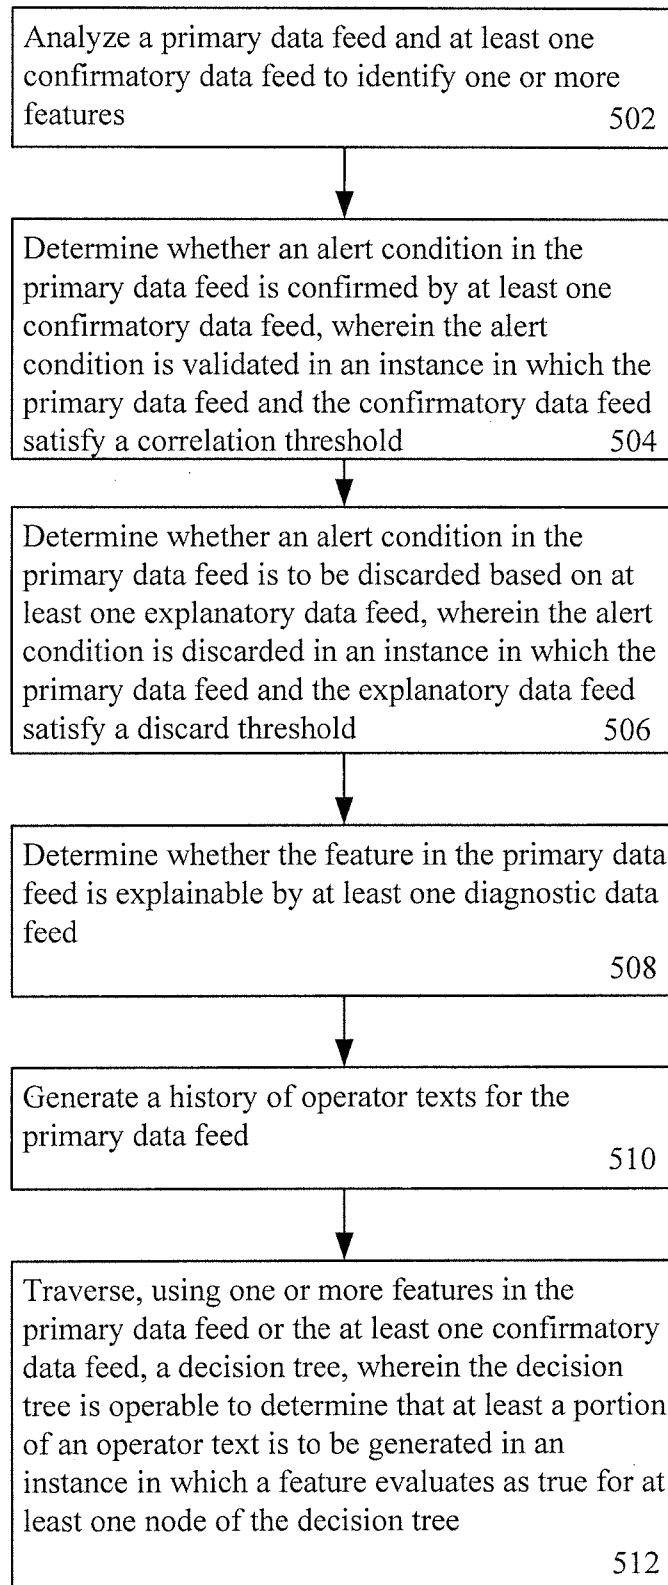 Analyze a primary data feed and at least one
confirmatory data feed to identify one or more
features 502
Determine whether an alert condition in the
primary data feed is confirmed by at least one
confirmatory data feed, wherein the alert
condition is validated in an instance in which the
primary data feed and the confirmatory data feed
satisfy a correlation threshold 504
Determine whether an alert condition in the
primary data feed is to be discarded based on at
least one explanatory data feed, wherein the alert
condition is discarded in an instance in which the
primary data feed and the explanatory data feed
satisfy a discard threshold 506
Determine whether the feature in the primary data
feed is explainable by at least one diagnostic data
feed
508
Generate a history of operator texts for the
primary data feed
510
Traverse, using one or more features in the
primary data feed or the at least one confirmatory
data feed, a decision tree, wherein the decision
tree is operable to determine that at least a portion
of an operator text is to be generated in an
instance in which a feature evaluates as true for at
least one node of the decision tree
512